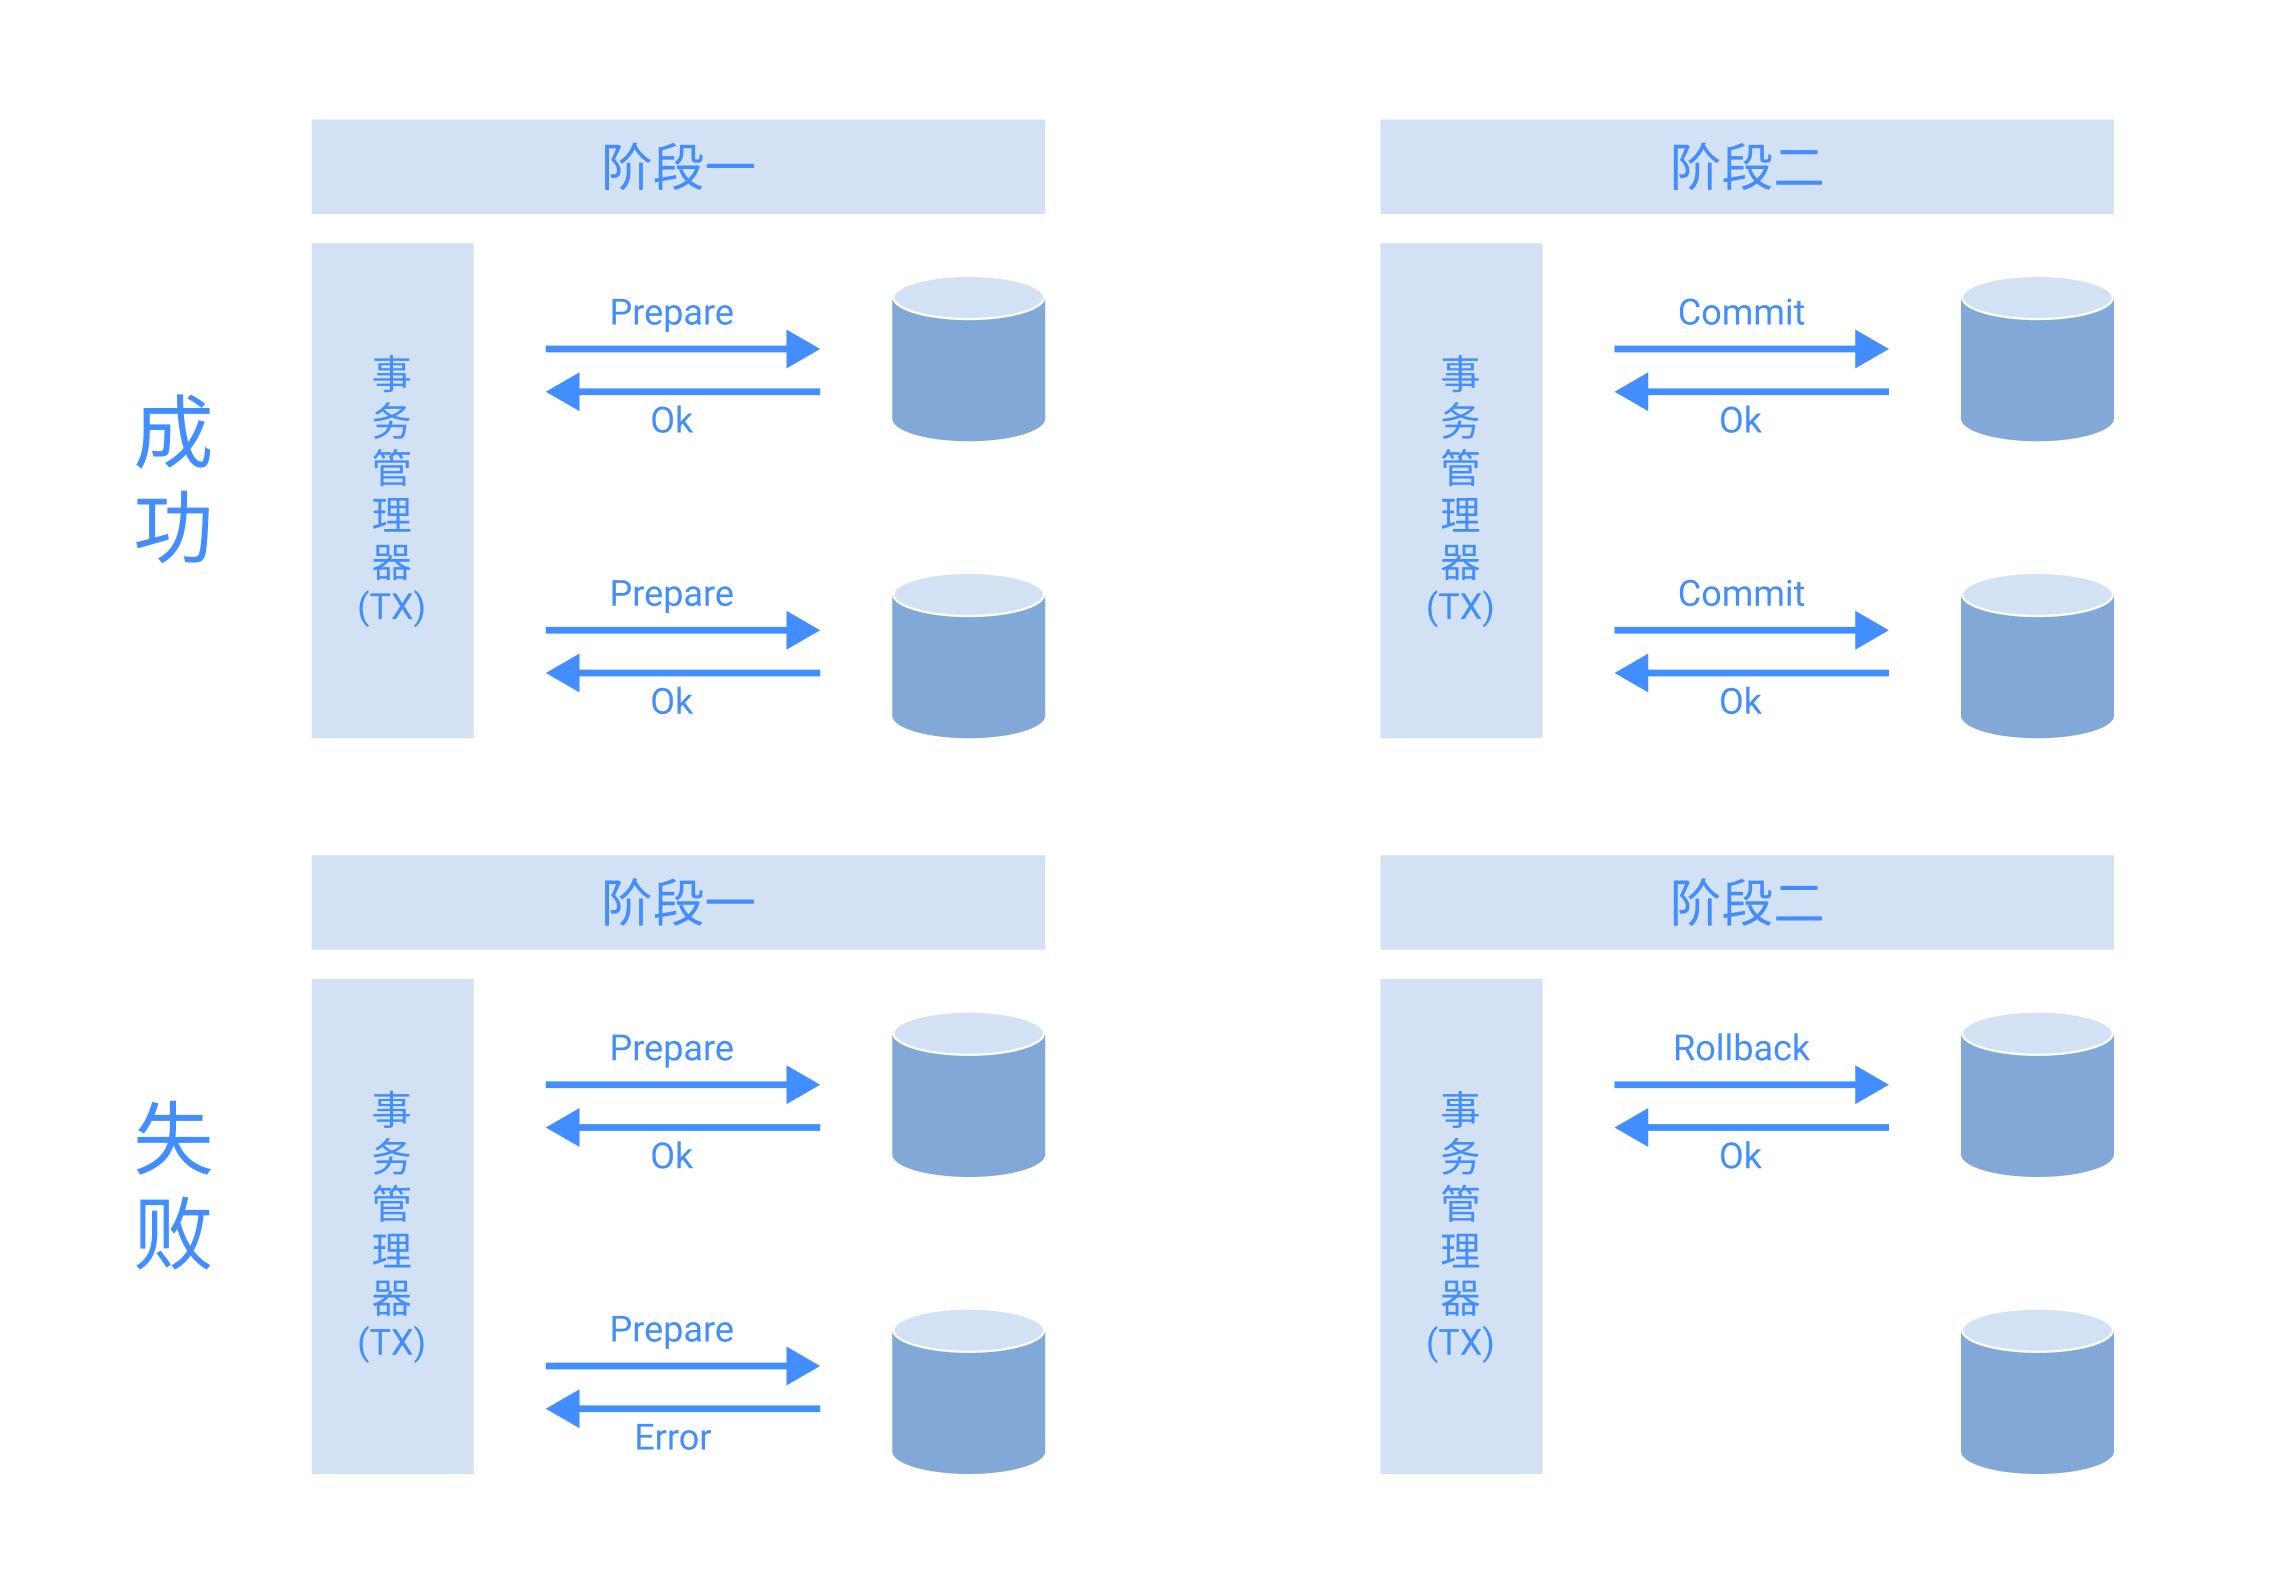 成功
阶段一
事务管理器
(TX)
Prepare
Ok
Prepare
Ok
阶段二
事务管理器
(TX)
Commit
Ok
Commit
Ok
失败
阶段一
事务管理器
(TX)
Prepare
Ok
Prepare
Error
阶段二
事务管理器
(TX)
Rollback
Ok